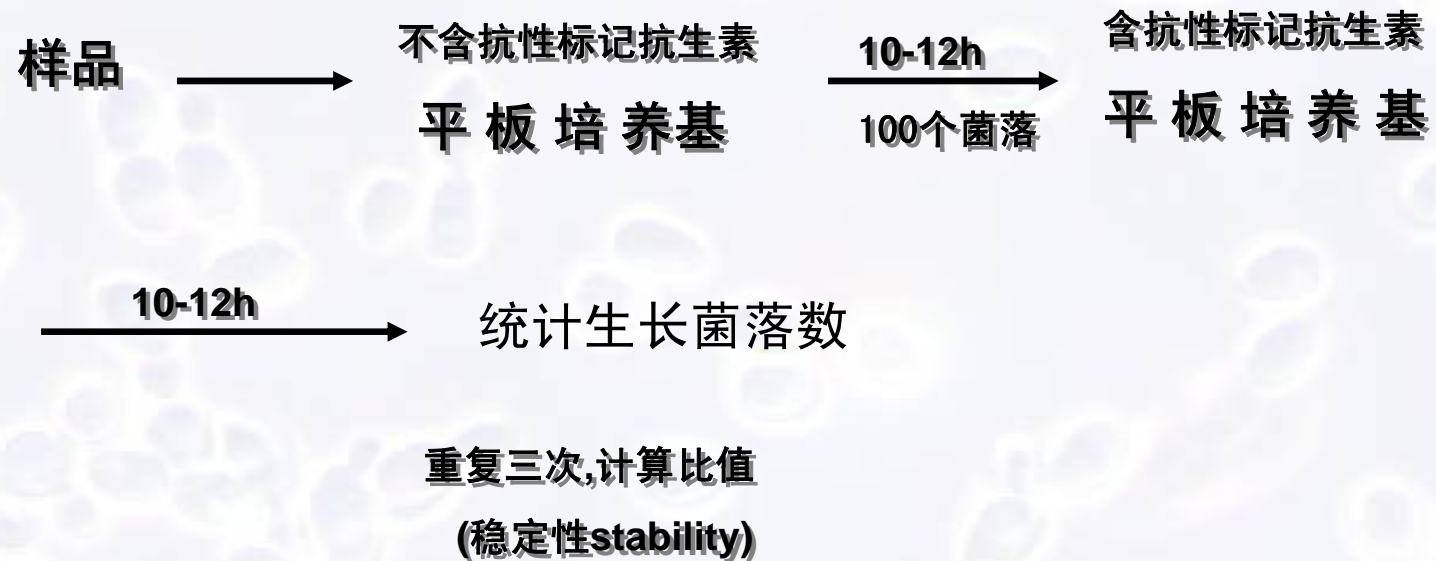 样品
不含抗性标记抗生素
平 板 培 养基
10-12h
100个菌落
含抗性标记抗生素
平 板 培 养 基
10-12h
统计生长菌落数
重复三次,计算比值
(稳定性stability)